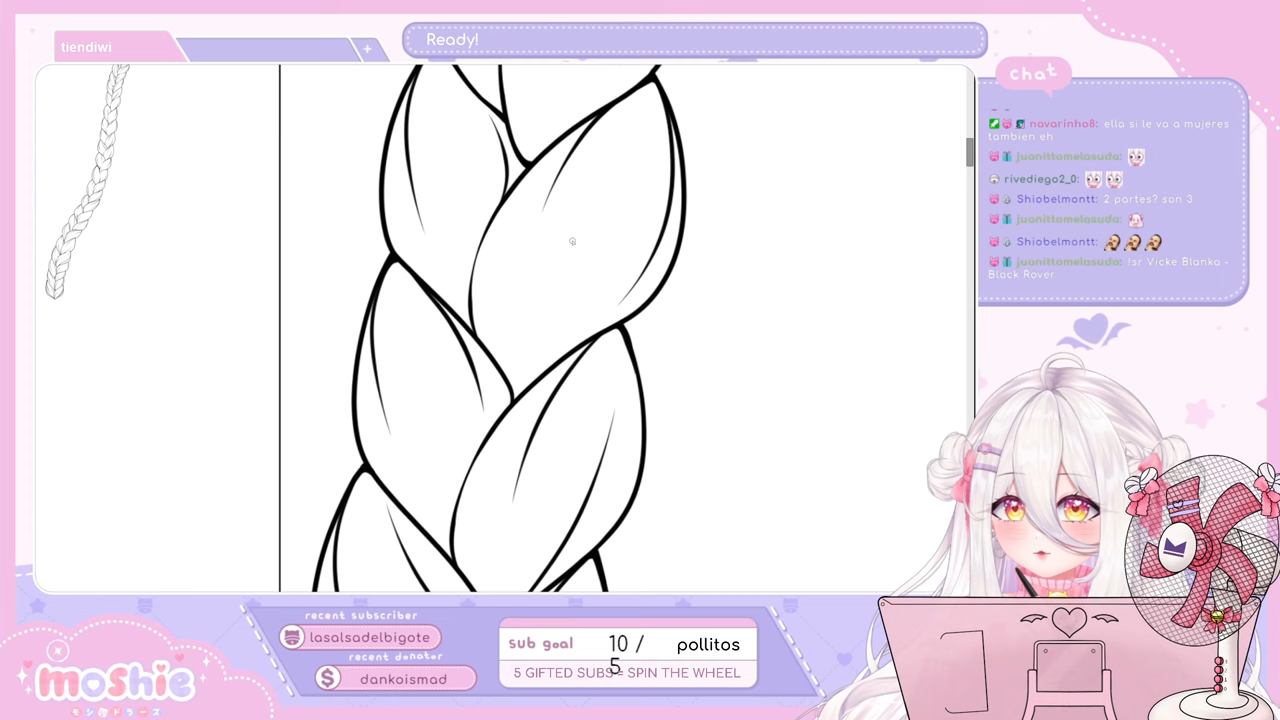 tiendiwi
+
Ready!
chat
navarinho8: ella si le va a mujeres
tambien eh
juanittomelasuda:
rivediego2_0:
Shiobelmontt: 2 partes? son 3
juanittomelasuda:
Shiobelmontt:
juanittomelasuda: !sr Vicke Blanka -
Black Rover
recent subscriber
lasalsadelbigote
recent donator
$ dankoismad
sub goal 10 / 5 pollitos
5 GIFTED SUBS = SPIN THE WHEEL
moshie